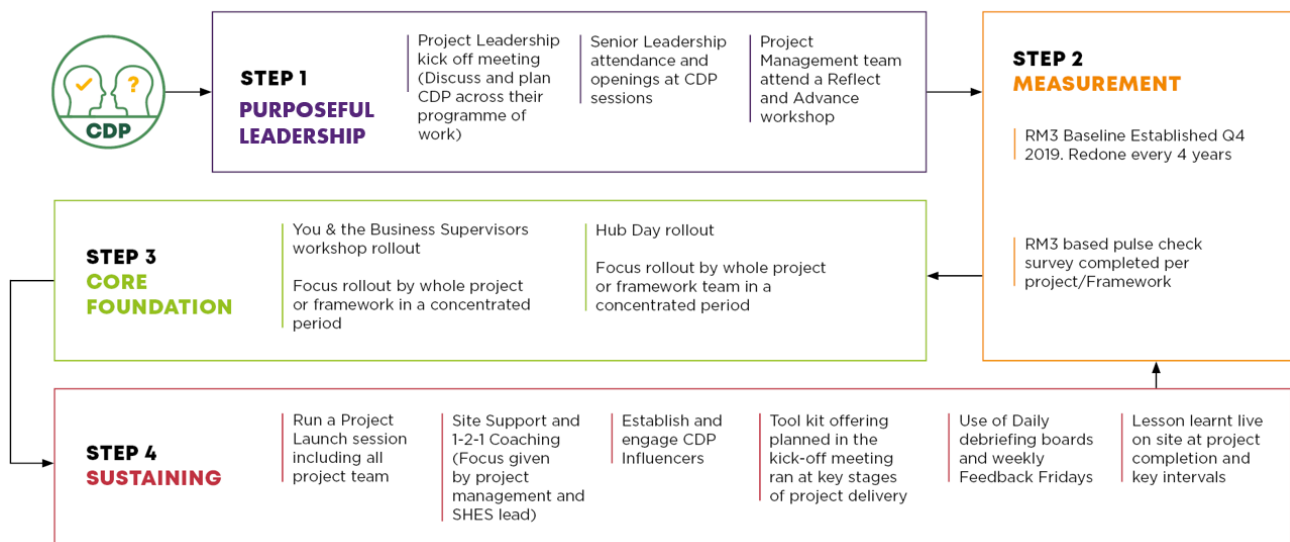 ✓ ?
CDP
STEP 1
PURPOSEFUL
LEADERSHIP
Project Leadership
kick off meeting
(Discuss and plan
CDP across their
programme of
work)
Senior Leadership
attendance and
openings at CDP
sessions
Project
Management team
attend a Reflect
and Advance
workshop
STEP 2
MEASUREMENT
RM3 Baseline Established Q4
2019. Redone every 4 years
RM3 based pulse check
survey completed per
project/Framework
STEP 3
CORE
FOUNDATION
You & the Business Supervisors
workshop rollout
Focus rollout by whole project
or framework in a concentrated
period
Hub Day rollout
Focus rollout by whole project
or framework team in a
concentrated period
STEP 4
SUSTAINING
Run a Project
Launch session
including all
project team
Site Support and
1-2-1 Coaching
(Focus given
by project
management and
SHES lead)
Establish and
engage CDP
Influencers
Tool kit offering
planned in the
kick-off meeting
ran at key stages
of project delivery
Use of Daily
debriefing boards
and weekly
Feedback Fridays
Lesson learnt live
on site at project
completion and
key intervals